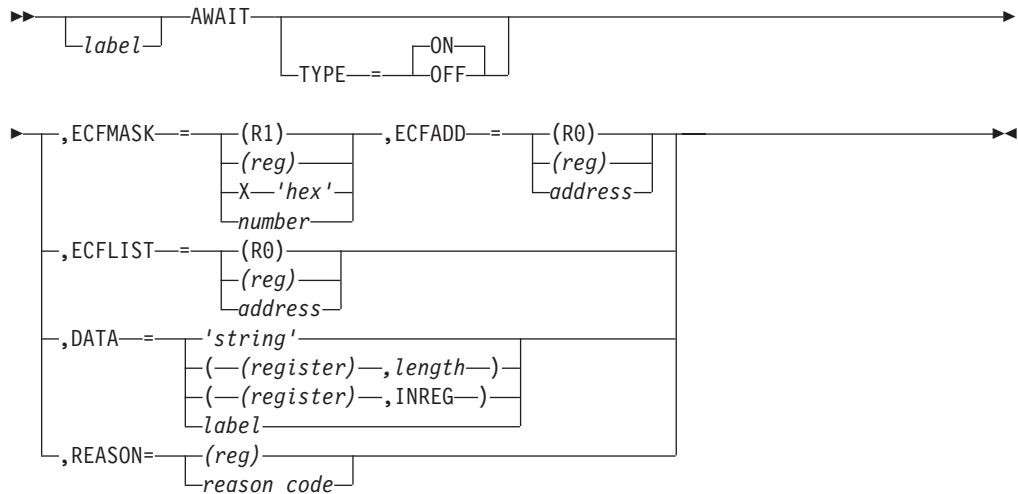 AWAIT
label
ON
TYPE = OFF
,ECFMASK = (R1) ,ECFADD = (R0)
(reg) (reg)
X 'hex' address
number
,ECFLIST = (R0)
(reg)
address
,DATA = 'string'
( (register) ,length )
( (register) ,INREG )
label
,REASON= (reg)
reason code